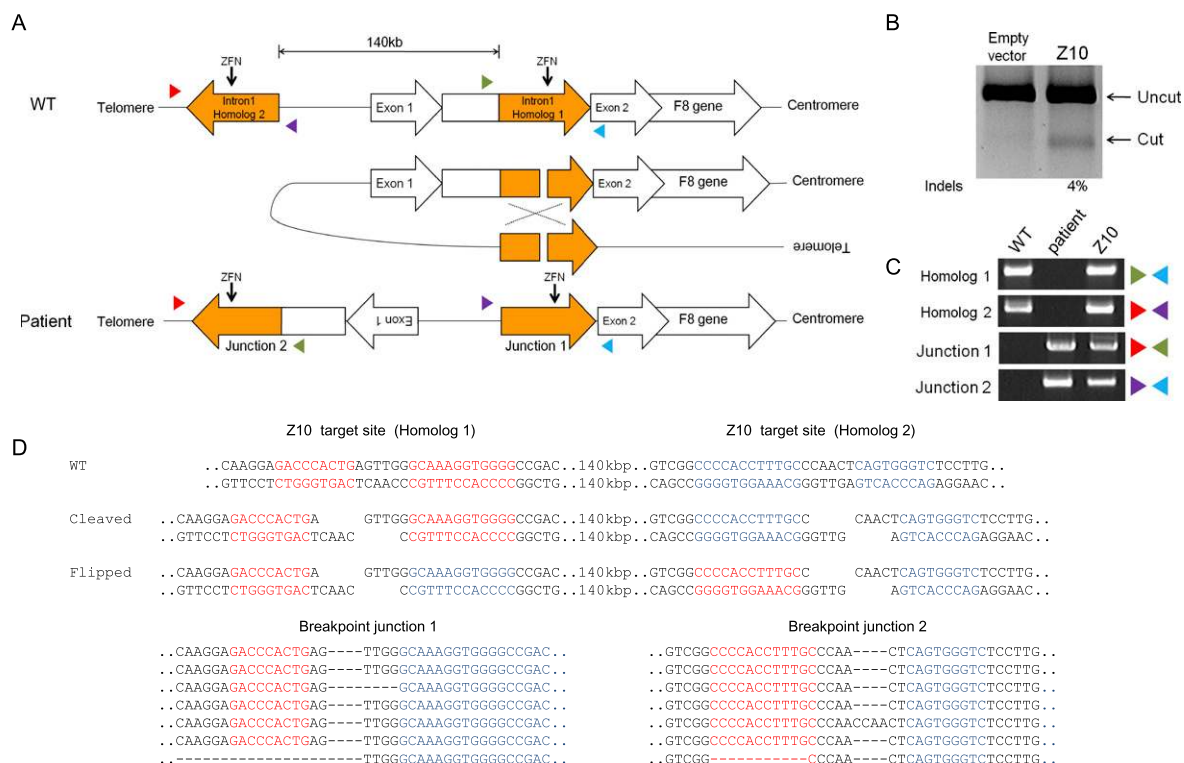 A
140kb
ZFN
ZFN
WT
Telomere
Intron1
Homolog 2
Exon 1
Intron1
Homolog 1
Exon 2
F8 gene
Centromere
Exon 1
Exon 2
F8 gene
Centromere
Telomere
ZFN
ZFN
Patient
Telomere
Exon 1
Exon 2
F8 gene
Centromere
Junction 2
Junction 1
B
Empty
vector
Z10
Uncut
Cut
Indels 4%
C
WT patient Z10
Homolog 1
Homolog 2
Junction 1
Junction 2
D
Z10 target site (Homolog 1) Z10 target site (Homolog 2)
WT ..CAAGGAGACCCACTGAGTTGGGCAAAGGTGGGGCCGAC..140kbp..GTCGGCCCCACCTTTGCCCAACTCAGTGGGTCTCCTTG..
..GTTCCTCTGGGTGACTCAACCCGTTTCCACCCCGGCTG..140kbp..CAGCCGGGGTGGAAACGGGTTGAGTCACCCAGAGGAAC..
Cleaved ..CAAGGAGACCCACTGA GTTGGGCAAAGGTGGGGCCGAC..140kbp..GTCGGCCCCACCTTTGCC CAACTCAGTGGGTCTCCTTG..
..GTTCCTCTGGGTGACTCAAC CCGTTTCCACCCCGGCTG..140kbp..CAGCCGGGGTGGAAACGGGTTG AGTCACCCAGAGGAAC..
Flipped ..CAAGGAGACCCACTGA GTTGGGCAAAGGTGGGGCCGAC..140kbp..GTCGGCCCCACCTTTGCC CAACTCAGTGGGTCTCCTTG..
..GTTCCTCTGGGTGACTCAAC CCGTTTCCACCCCGGCTG..140kbp..CAGCCGGGGTGGAAACGGGTTG AGTCACCCAGAGGAAC..
Breakpoint junction 1 Breakpoint junction 2
..CAAGGAGACCCACTGAG----TTGGGCAAAGGTGGGGCCGAC.. ..GTCGGCCCCACCTTTGCCCAA----CTCAGTGGGTCTCCTTG..
..CAAGGAGACCCACTGAG----TTGGGCAAAGGTGGGGCCGAC.. ..GTCGGCCCCACCTTTGCCCAA----CTCAGTGGGTCTCCTTG..
..CAAGGAGACCCACTGAG--------GCAAAGGTGGGGCCGAC.. ..GTCGGCCCCACCTTTGCCCAA----CTCAGTGGGTCTCCTTG..
..CAAGGAGACCCACTGAG----TTGGGCAAAGGTGGGGCCGAC.. ..GTCGGCCCCACCTTTGCCCAA----CTCAGTGGGTCTCCTTG..
..CAAGGAGACCCACTGAG----TTGGGCAAAGGTGGGGCCGAC.. ..GTCGGCCCCACCTTTGCCCAACCAACTCAGTGGGTCTCCTTG..
..CAAGGAGACCCACTGAG----TTGGGCAAAGGTGGGGCCGAC.. ..GTCGGCCCCACCTTTGCCCAA----CTCAGTGGGTCTCCTTG..
..---------------------TTGGGCAAAGGTGGGGCCGAC.. ..GTCGG-----------CCCAA----CTCAGTGGGTCTCCTTG..